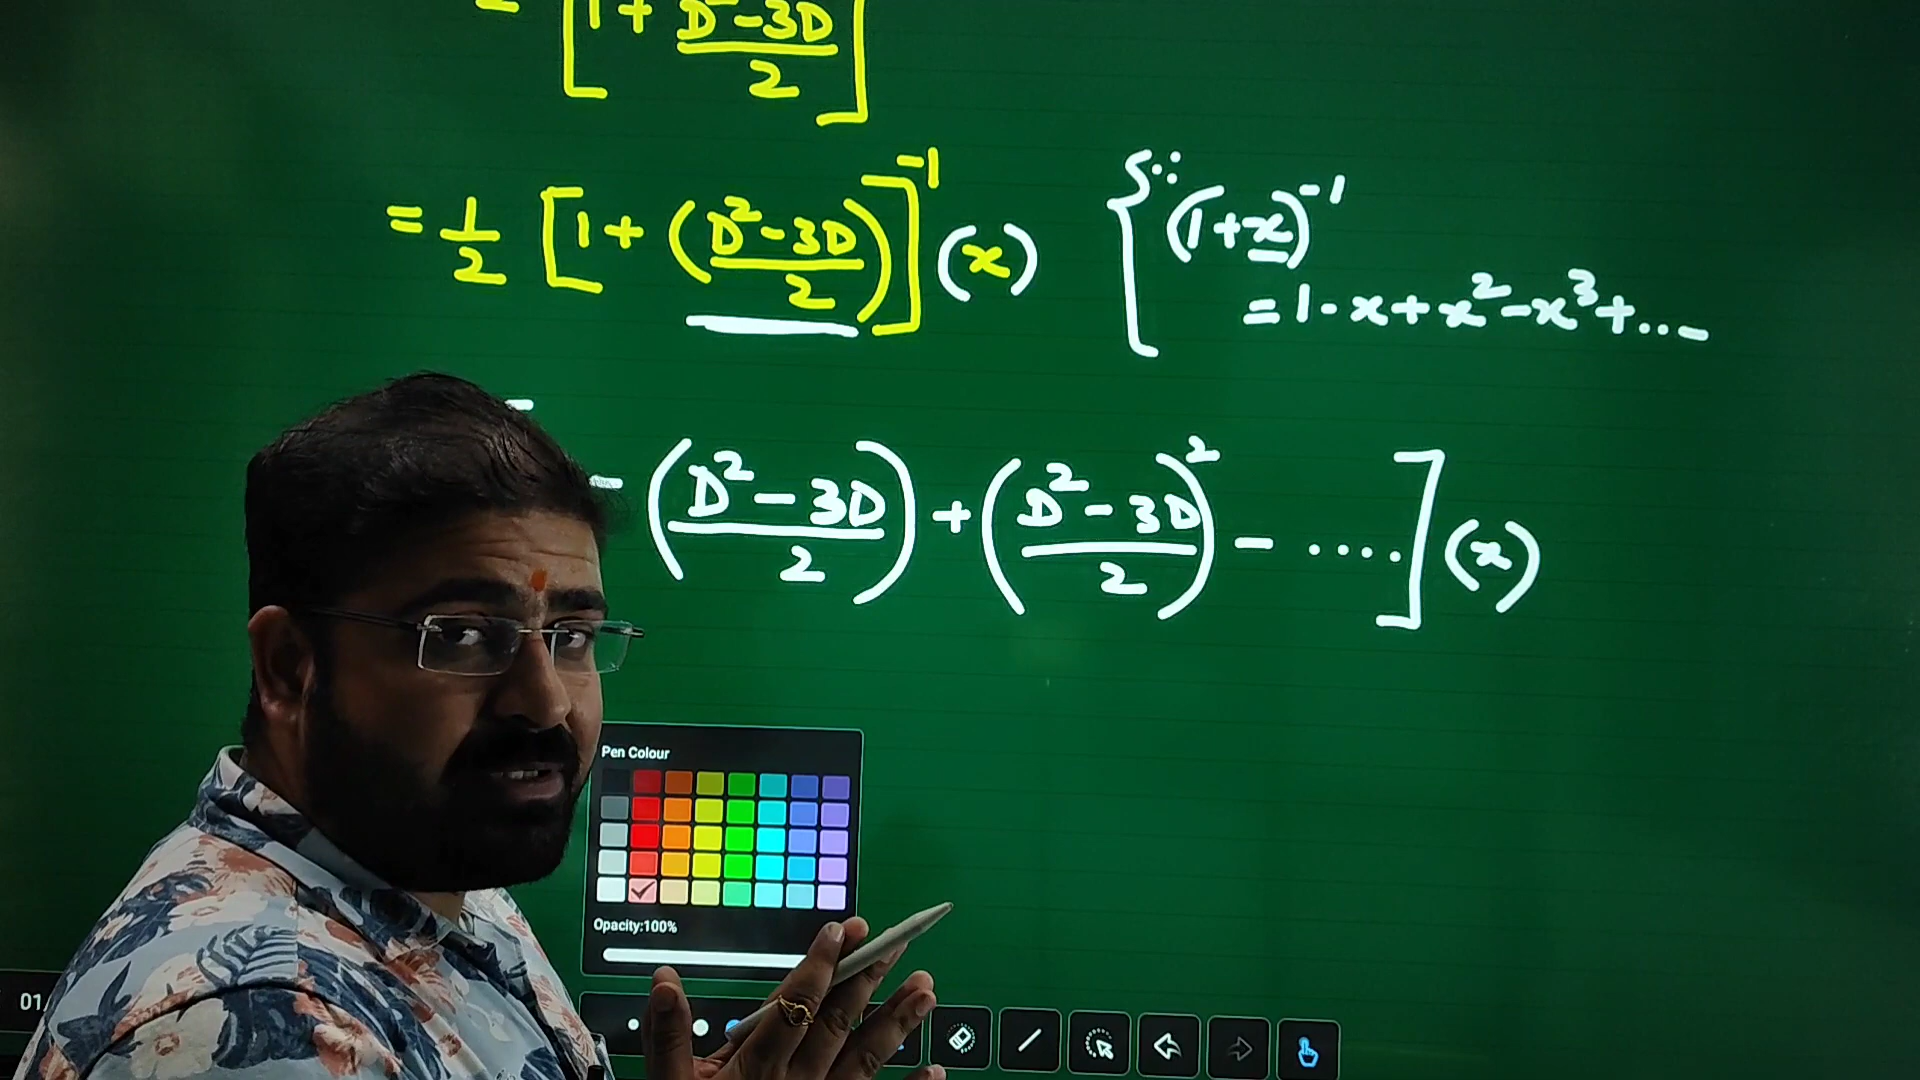 = [1 + D² - 3D / 2]
= 1/2 [1 + (D² - 3D / 2)]⁻¹ (x) {∵ (1+x)⁻¹
= 1 - x + x² - x³ + ....
- (D² - 3D / 2) + (D² - 3D / 2)² - ....] (x)
Pen Colour
Opacity:100%
01